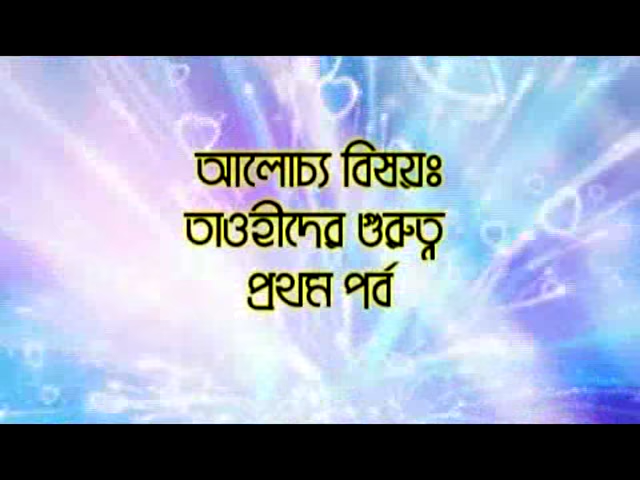 আলোচ্য বিষয়ঃ
তাওহীদের গুরুত্ব
প্রথম পর্ব